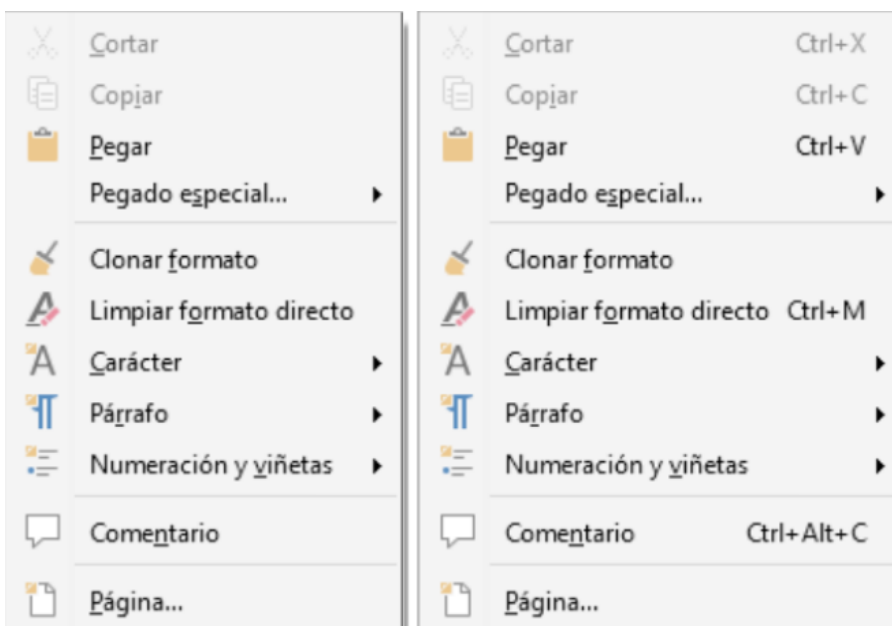 Cortar
Copiar
Pegar
Pegado especial...
Clonar formato
Limpiar formato directo
Carácter
Párrafo
Numeración y viñetas
Comentario
Página...
Cortar Ctrl+X
Copiar Ctrl+C
Pegar Ctrl+V
Pegado especial...
Clonar formato
Limpiar formato directo Ctrl+M
Carácter
Párrafo
Numeración y viñetas
Comentario Ctrl+Alt+C
Página...